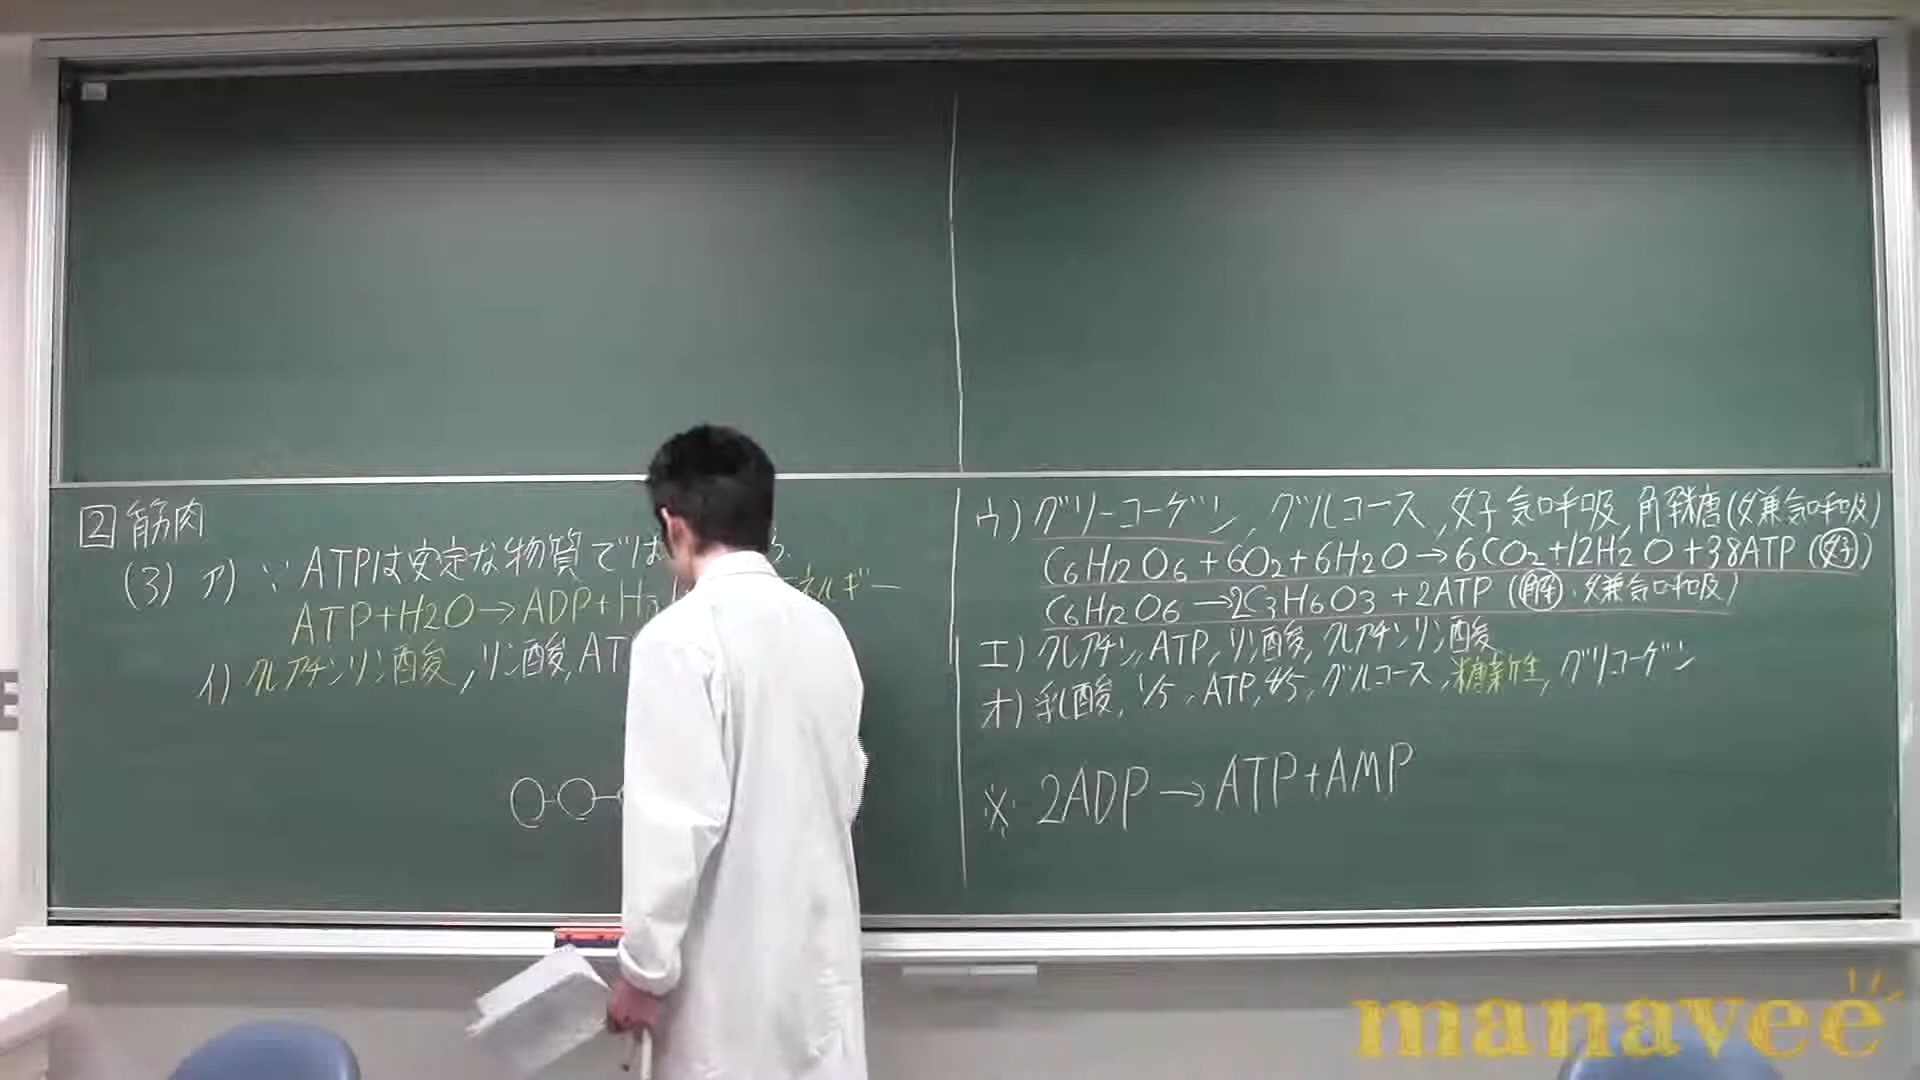 2 筋肉
(3) ア) ∵ ATPは安定な物質では
ATP+H2O→ADP+H3 ネルギー
イ) クレアチンリン酸, リン酸, AT
ウ) グリーコーゲン, グルコース, 好気呼吸, 解糖(嫌気呼吸)
C6H12O6+6O2+6H2O→6CO2+12H2O+38ATP (好)
C6H12O6→2C3H6O3+2ATP (解・嫌気呼吸)
エ) クレアチン, ATP, リン酸, クレアチンリン酸
オ) 乳酸, 1/5, ATP, 4/5, グルコース, 糖新生, グリコーゲン
※ 2ADP→ATP+AMP
manavee